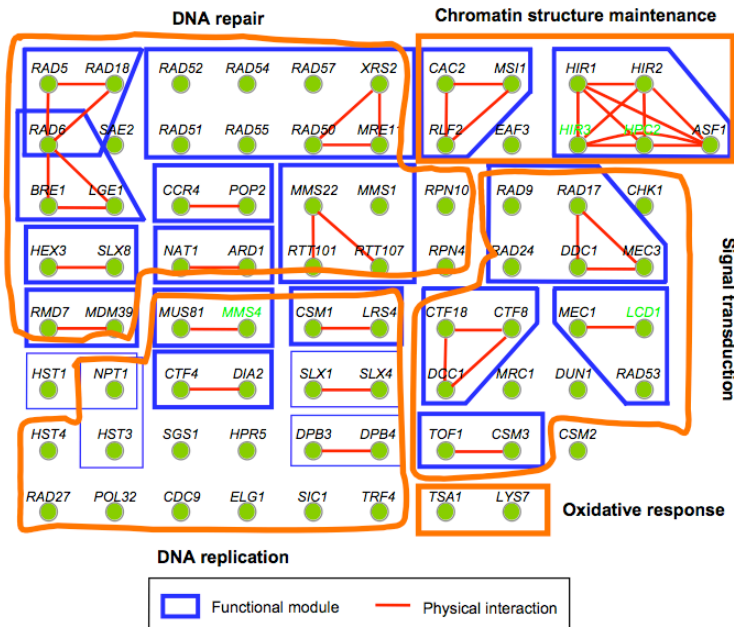 DNA repair
Chromatin structure maintenance
RAD5 RAD18 RAD52 RAD54 RAD57 XRS2 CAC2 MSI1 HIR1 HIR2
RAD6 SAE2 RAD51 RAD55 RAD50 MRE11 RLF2 EAF3 HIR3 HPC2 ASF1
BRE1 LGE1 CCR4 POP2 MMS22 MMS1 RPN10 RAD9 RAD17 CHK1
HEX3 SLX8 NAT1 ARD1 RTT101 RTT107 RPN4 RAD24 DDC1 MEC3
Signal transduction
RMD7 MDM39 MUS81 MMS4 CSM1 LRS4 CTF18 CTF8 MEC1 LCD1
HST1 NPT1 CTF4 DIA2 SLX1 SLX4 DCC1 MRC1 DUN1 RAD53
HST4 HST3 SGS1 HPR5 DPB3 DPB4 TOF1 CSM3 CSM2
RAD27 POL32 CDC9 ELG1 SIC1 TRF4 TSA1 LYS7
Oxidative response
DNA replication
Functional module Physical interaction